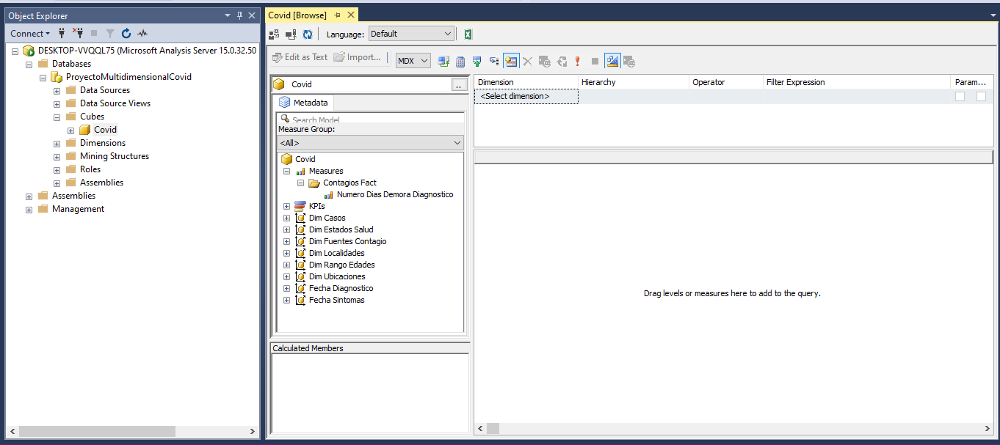 Object Explorer
Connect
DESKTOP-VVQQL75 (Microsoft Analysis Server 15.0.32.50
Databases
ProyectoMultidimensionalCovid
Data Sources
Data Source Views
Cubes
Covid
Dimensions
Mining Structures
Roles
Assemblies
Assemblies
Management
Covid [Browse]
Language: Default
Edit as Text Import... MDX
Covid ..
Metadata
Search Model
Measure Group:
<All>
Covid
Measures
Contagios Fact
Numero Dias Demora Diagnostico
KPIs
Dim Casos
Dim Estados Salud
Dim Fuentes Contagio
Dim Localidades
Dim Rango Edades
Dim Ubicaciones
Fecha Diagnostico
Fecha Sintomas
Calculated Members
Dimension Hierarchy Operator Filter Expression Param...
<Select dimension>
Drag levels or measures here to add to the query.